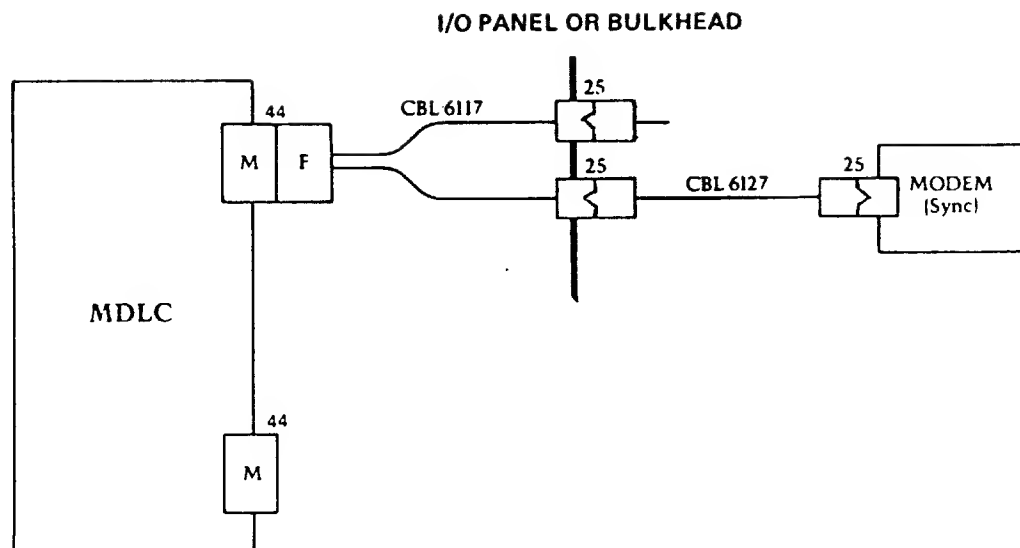 I/O PANEL OR BULKHEAD
44
CBL 6117
25
M
F
25
CBL 6127
25
MODEM
(Sync)
MDLC
44
M